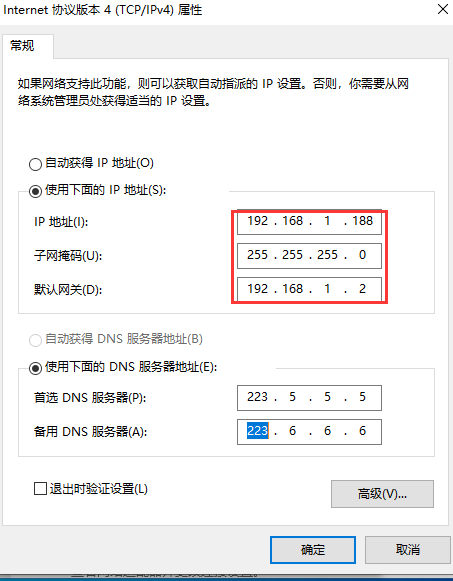 Internet 协议版本 4 (TCP/IPv4) 属性
常规
如果网络支持此功能，则可以获取自动指派的 IP 设置。否则，你需要从网
络系统管理员处获得适当的 IP 设置。
自动获得 IP 地址(O)
使用下面的 IP 地址(S):
IP 地址(I): 192 . 168 . 1 . 188
子网掩码(U): 255 . 255 . 255 . 0
默认网关(D): 192 . 168 . 1 . 2
自动获得 DNS 服务器地址(B)
使用下面的 DNS 服务器地址(E):
首选 DNS 服务器(P): 223 . 5 . 5 . 5
备用 DNS 服务器(A): 223 . 6 . 6 . 6
退出时验证设置(L)
高级(V)...
确定 取消